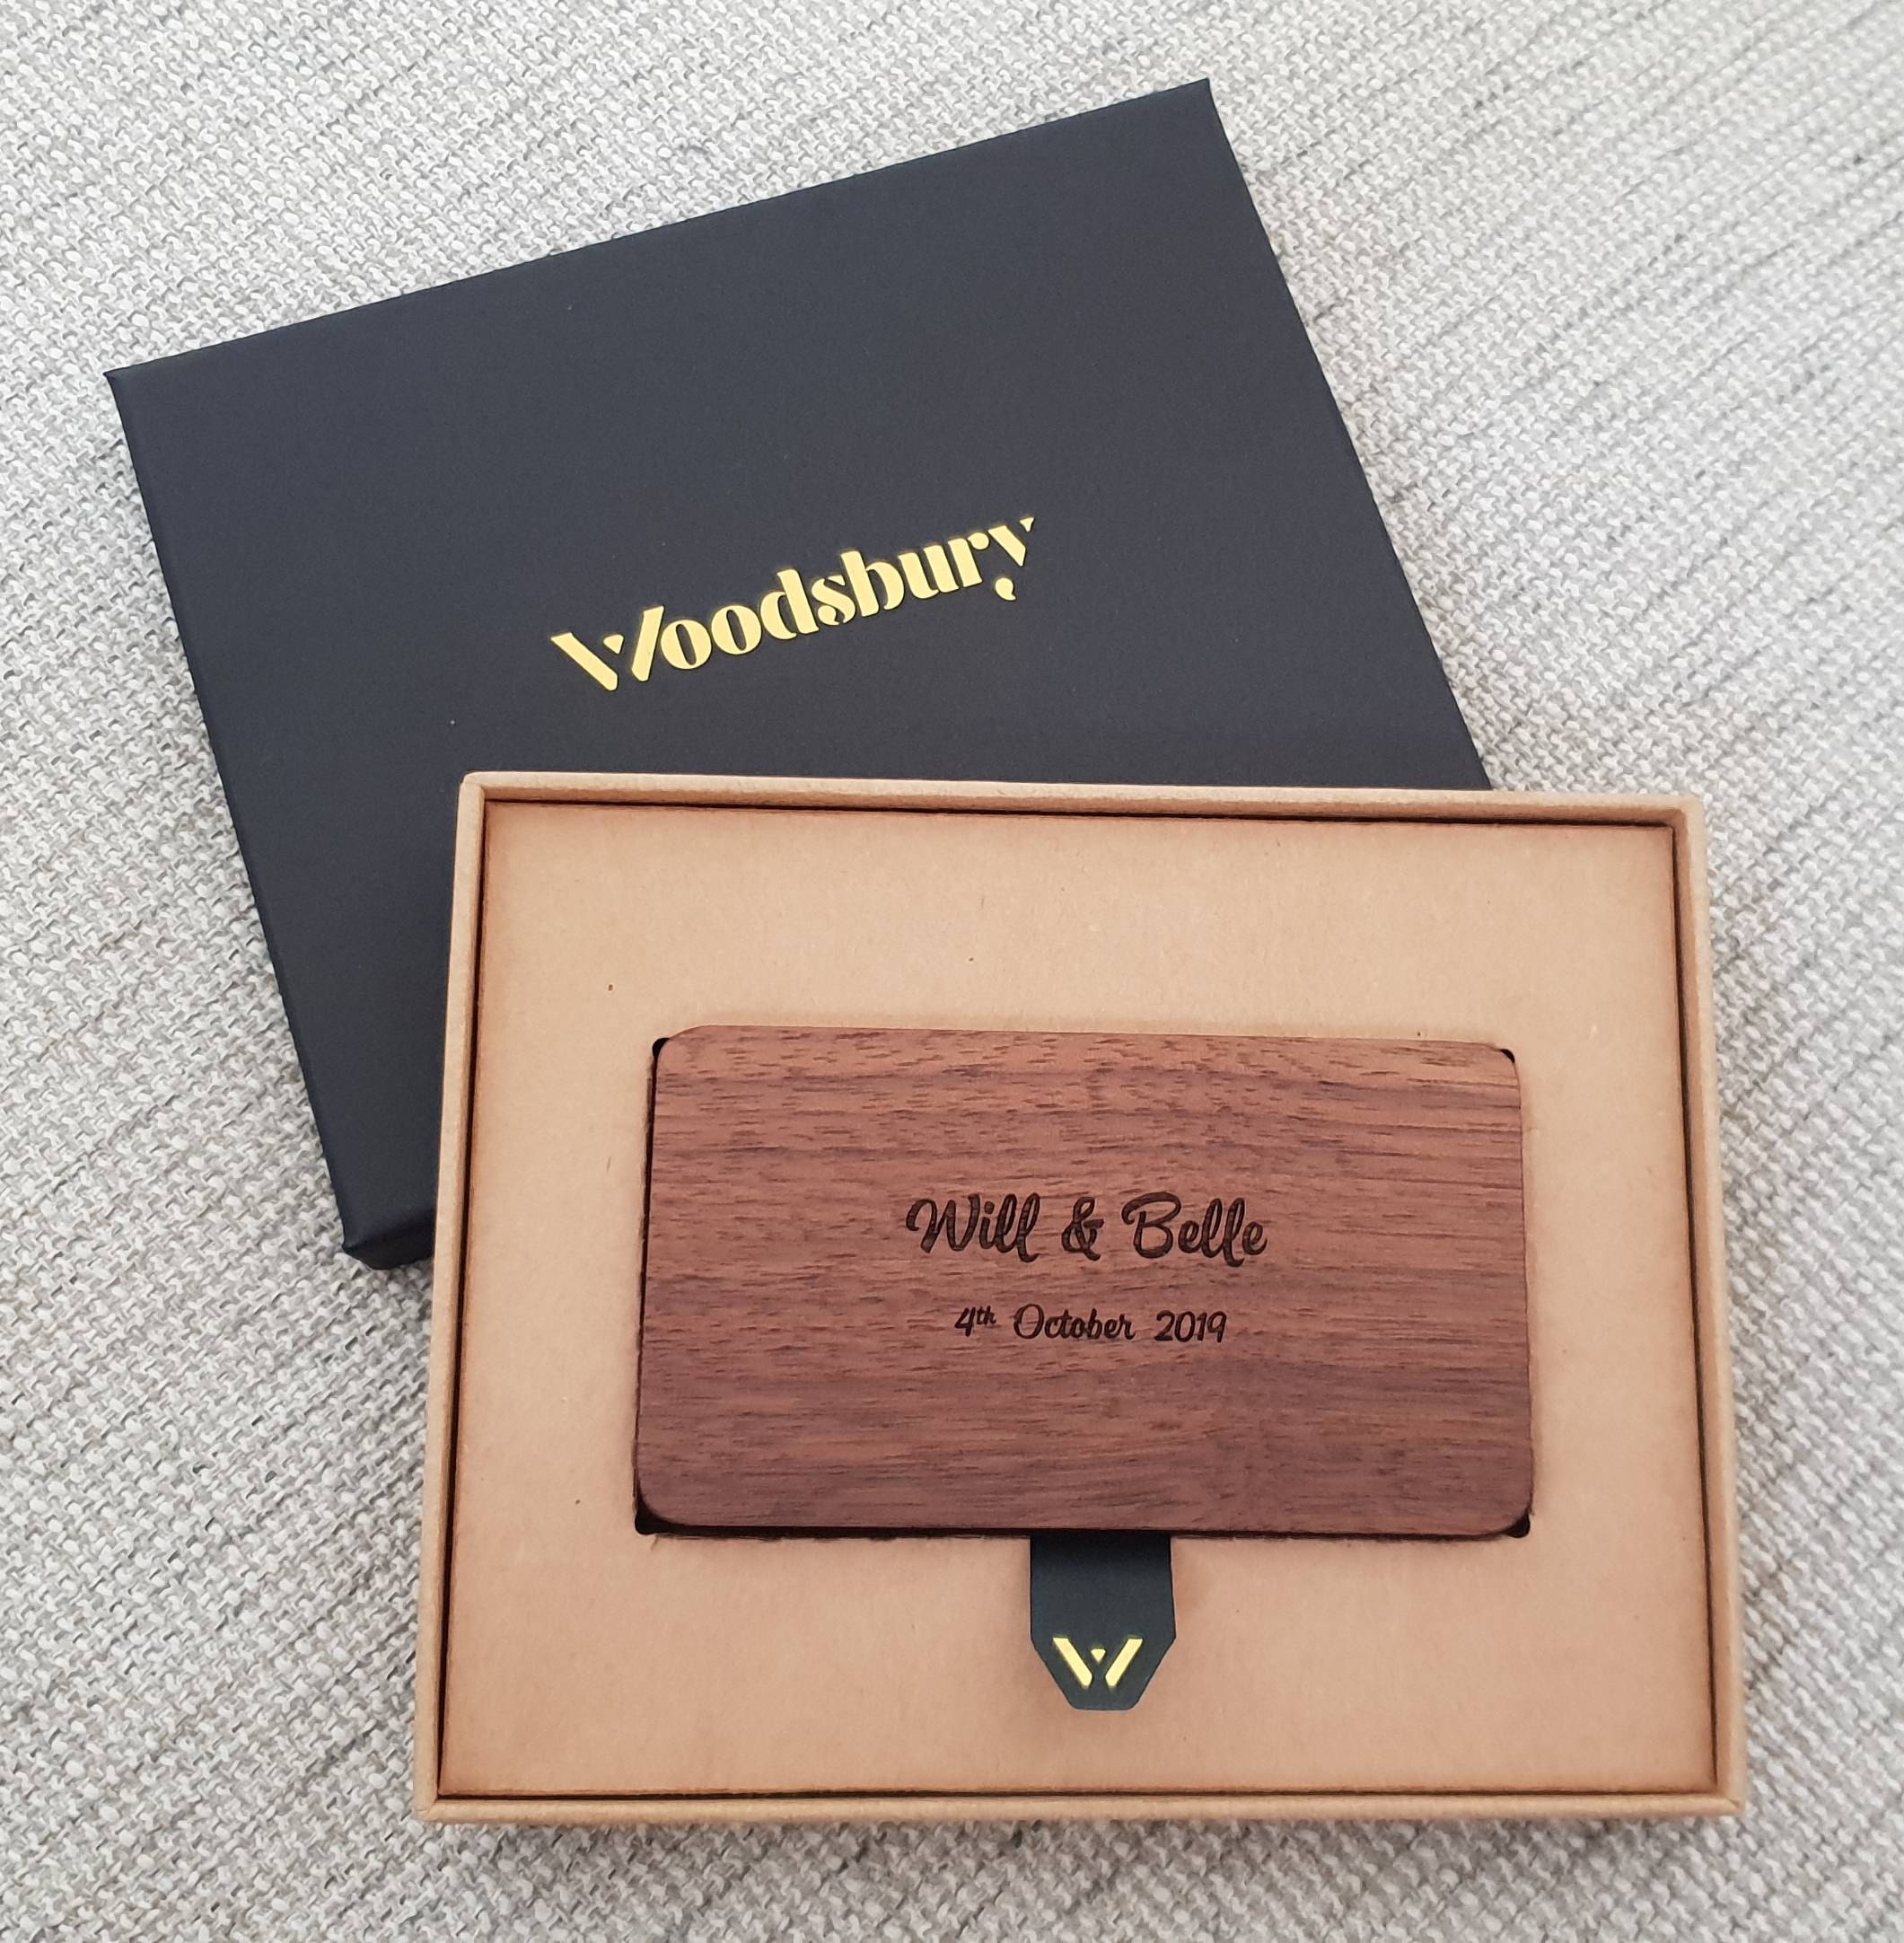 Woodsbury
Will & Belle
4th October 2019
W